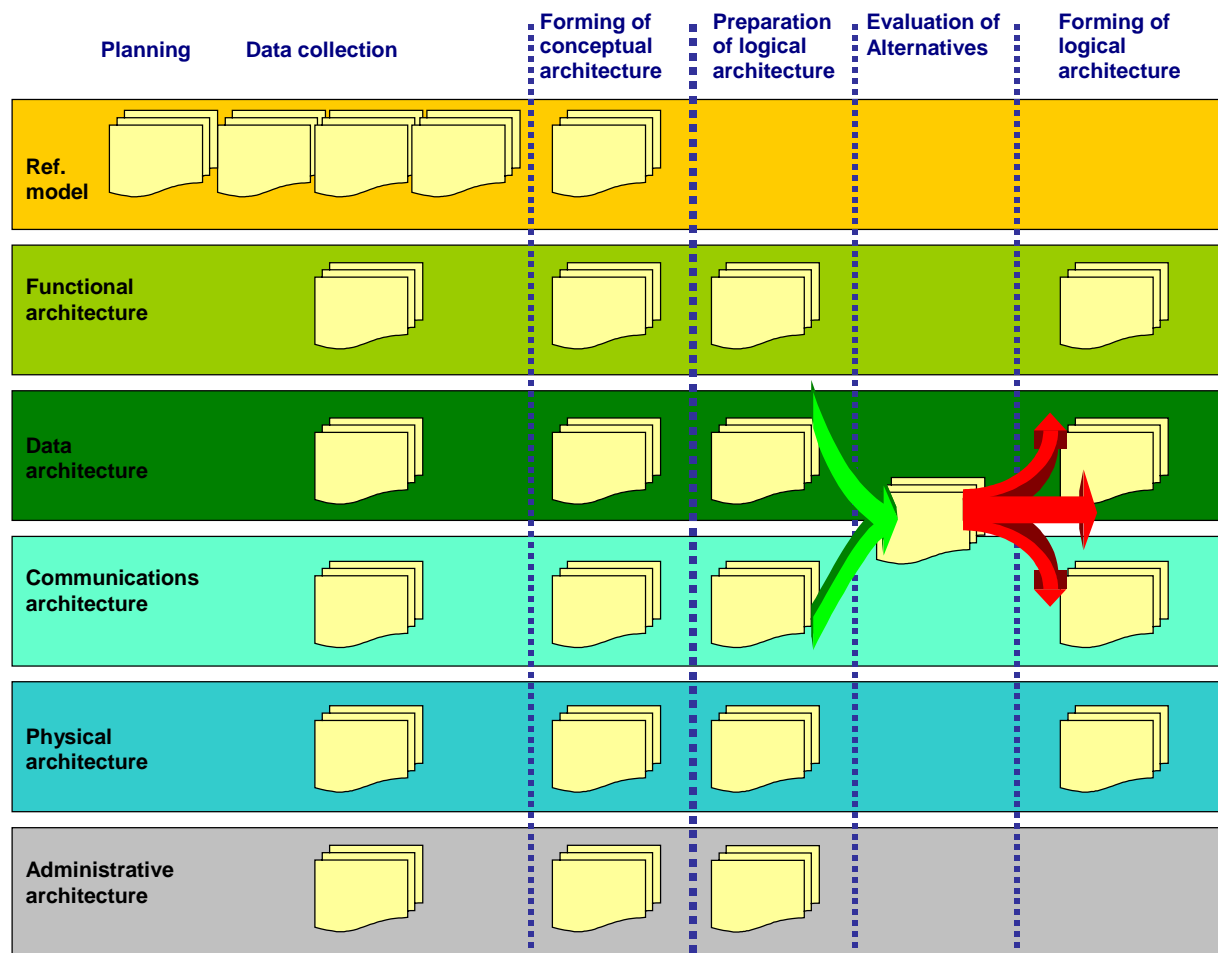 Planning
Data collection
Forming of
conceptual
architecture
Preparation
of logical
architecture
Evaluation of
Alternatives
Forming of
logical
architecture
Ref.
model
Functional
architecture
Data
architecture
Communications
architecture
Physical
architecture
Administrative
architecture